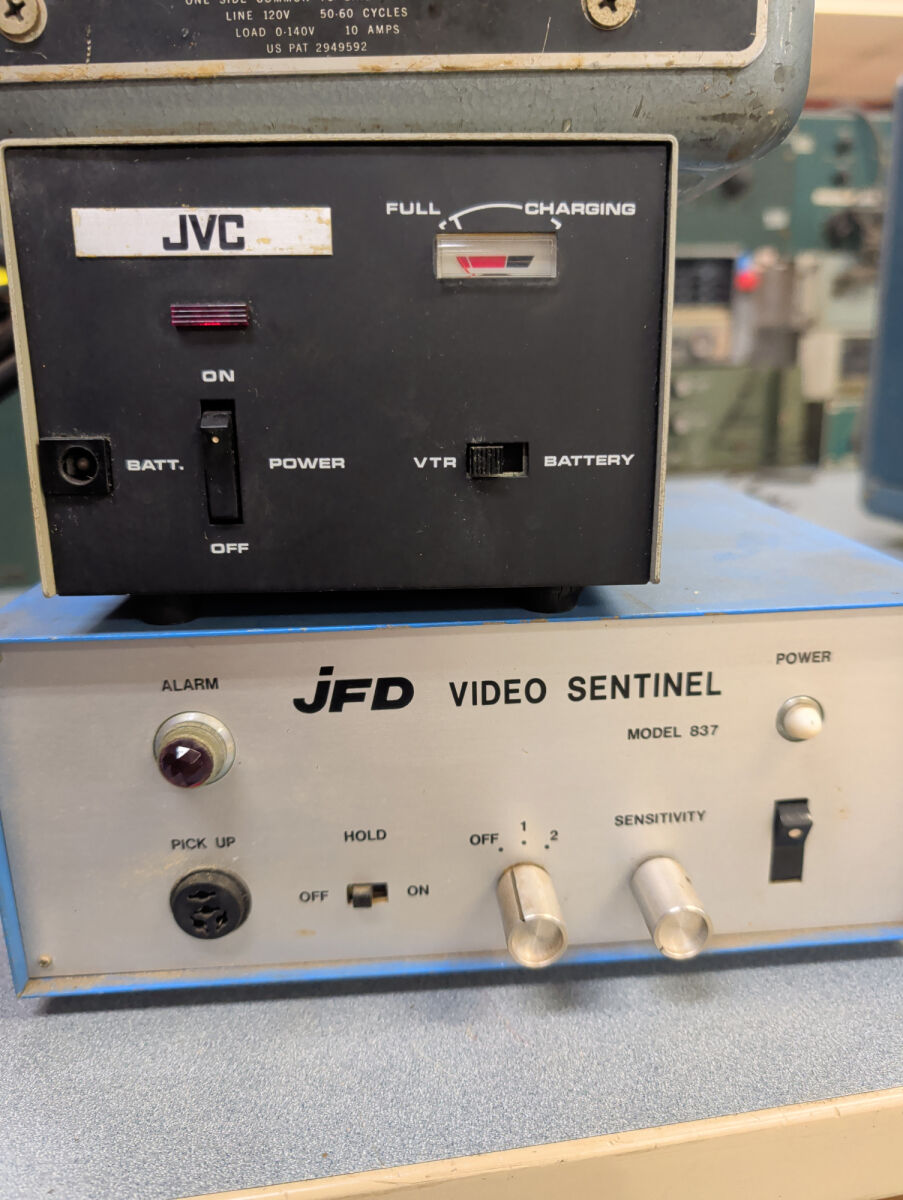 ONE SIDE COMMON TO
LINE 120V 50-60 CYCLES
LOAD 0-140V 10 AMPS
US PAT 2949592
JVC
FULL CHARGING
ON
BATT. POWER
VTR BATTERY
OFF
ALARM
JFD VIDEO SENTINEL
POWER
MODEL 837
PICK UP
HOLD
OFF ON
OFF 1 2
SENSITIVITY